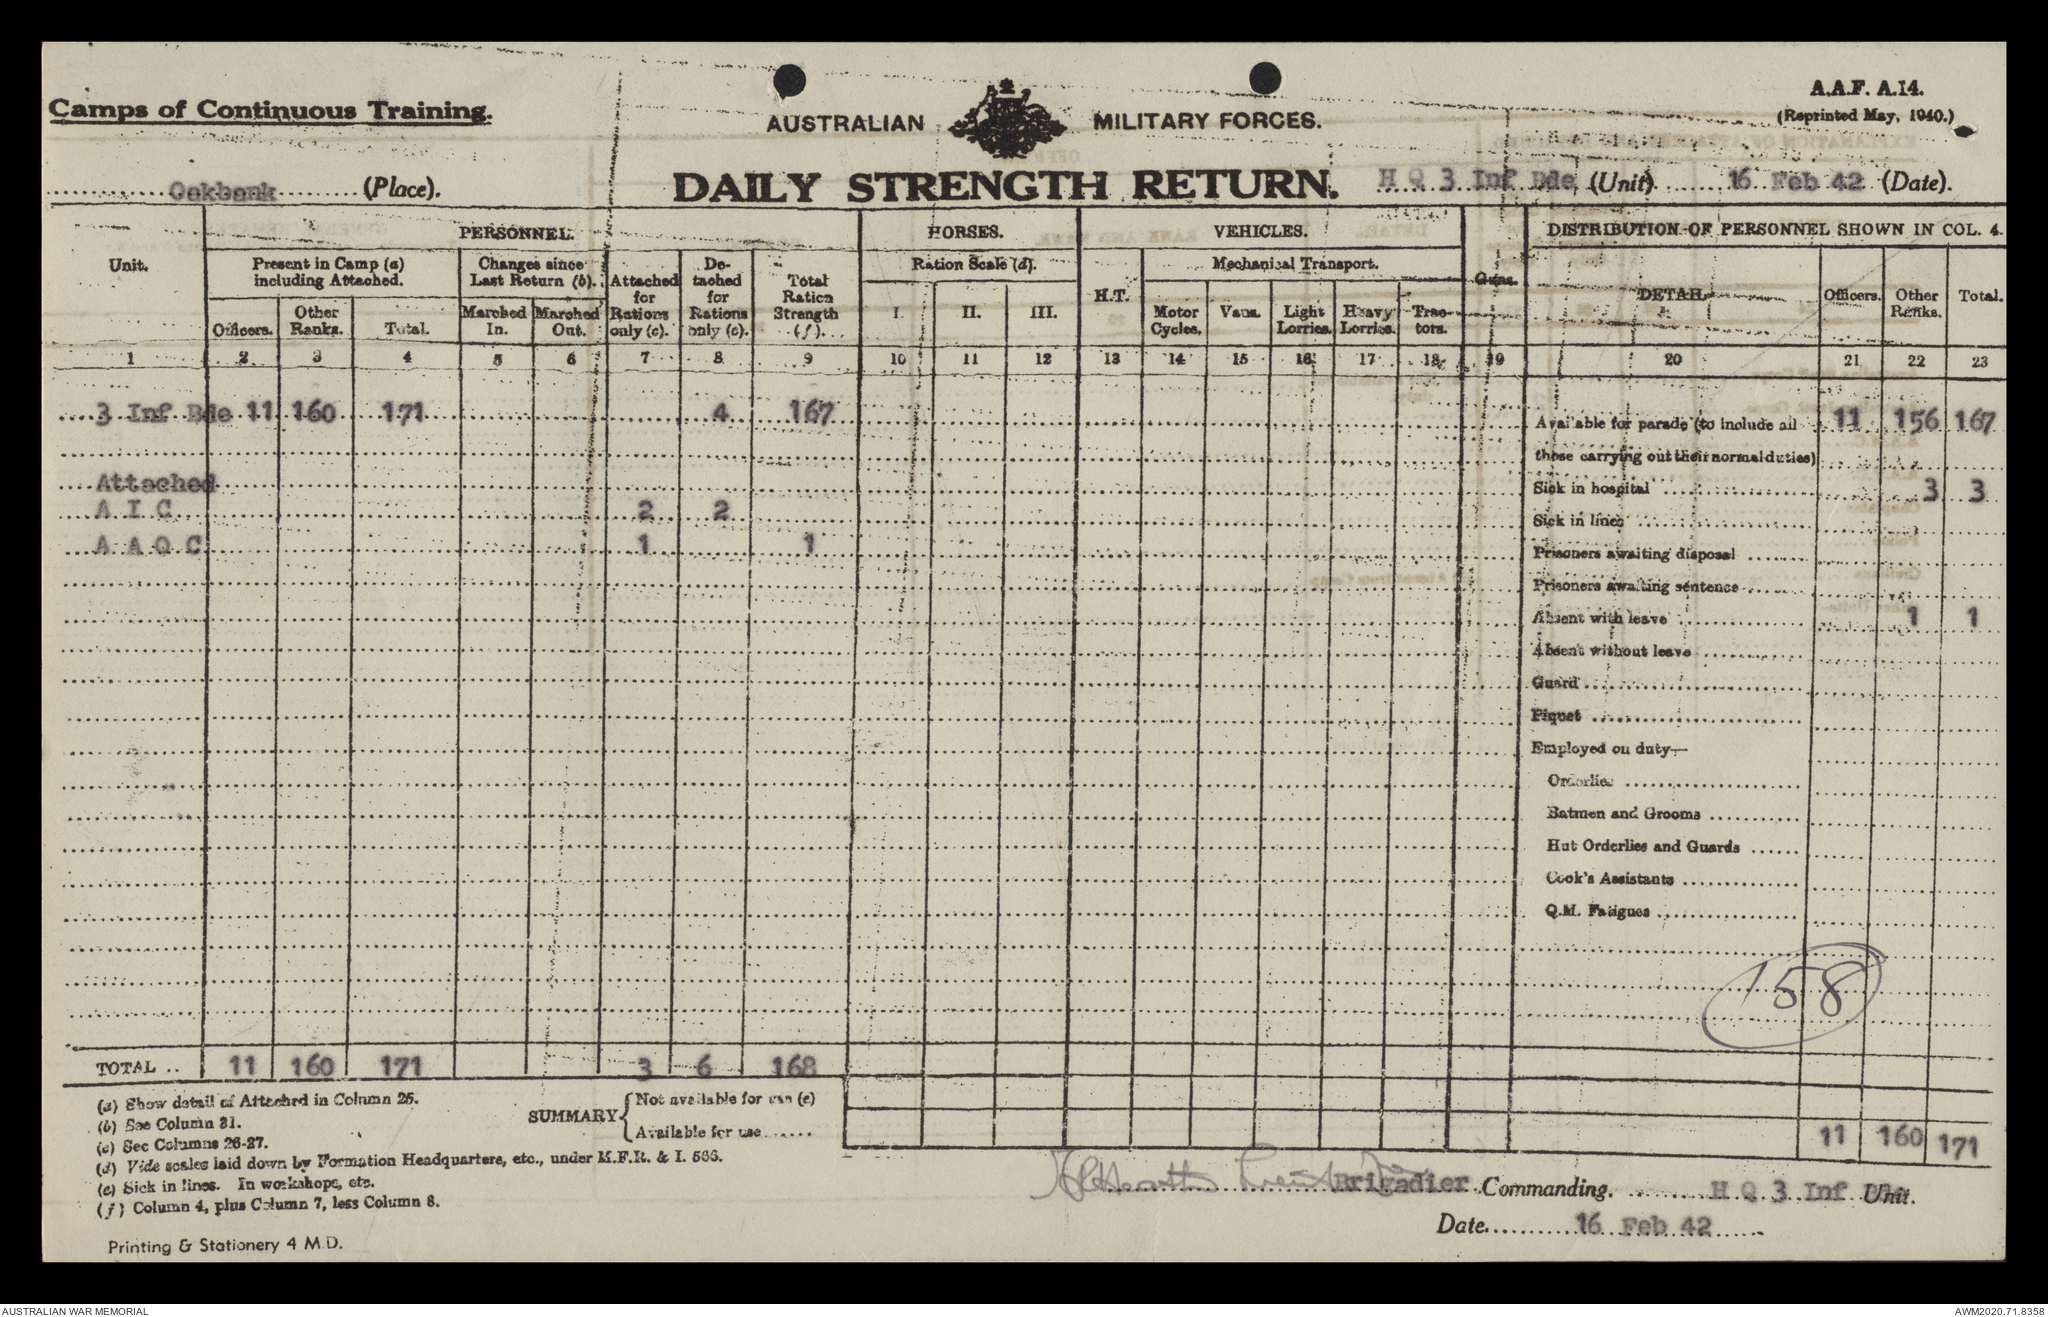 Camps of Continuous Training.
AUSTRALIAN MILITARY FORCES.
A.A.F. A.14.
(Reprinted May, 1940.)
Oakbank (Place).
DAILY STRENGTH RETURN.
H Q 3 Inf Bde (Unit) 16 Feb 42 (Date).
PERSONNEL. HORSES. VEHICLES. DISTRIBUTION OF PERSONNEL SHOWN IN COL. 4.
Unit.
Present in Camp (a) including Attached.
Changes since Last Return (b).
Attached for Rations only (c).
De-tached for Rations only (c).
Total Ration Strength (f).
Ration Scale (d).
H.T.
Mechanical Transport.
Guns.
DETAIL Officers. Other Ranks. Total.
Officers. Other Ranks. Total. Marched In. Marched Out. I. II. III. Motor Cycles. Vans. Light Lorries. Heavy Lorries. Trac-tors.
1 2 3 4 5 6 7 8 9 10 11 12 13 14 15 16 17 18 19 20 21 22 23
3 Inf Bde 11 160 171 4 167
Available for parade (to include all those carrying out their normal duties) 11 156 167
Attached
A I C 2 2
A A O C 1 1
Sick in hospital 3 3
Sick in lines
Prisoners awaiting disposal
Prisoners awaiting sentence
Absent with leave 1 1
Absent without leave
Guard
Piquet
Employed on duty—
Orderlies
Batmen and Grooms
Hut Orderlies and Guards
Cook's Assistants
Q.M. Fatigues
158
TOTAL .. 11 160 171 3 6 168
SUMMARY { Not available for use (e)
Available for use
11 160 171
(a) Show detail of Attached in Column 25.
(b) See Column 31.
(c) See Columns 26-27.
(d) Vide scales laid down by Formation Headquarters, etc., under M.F.R. & I. 566.
(e) Sick in lines. In workshops, etc.
(f) Column 4, plus Column 7, less Column 8.
Brigadier Commanding. H Q 3 Inf Unit.
Date 16 Feb 42
Printing & Stationery 4 M.D.
AUSTRALIAN WAR MEMORIAL
AWM2020.71.8358